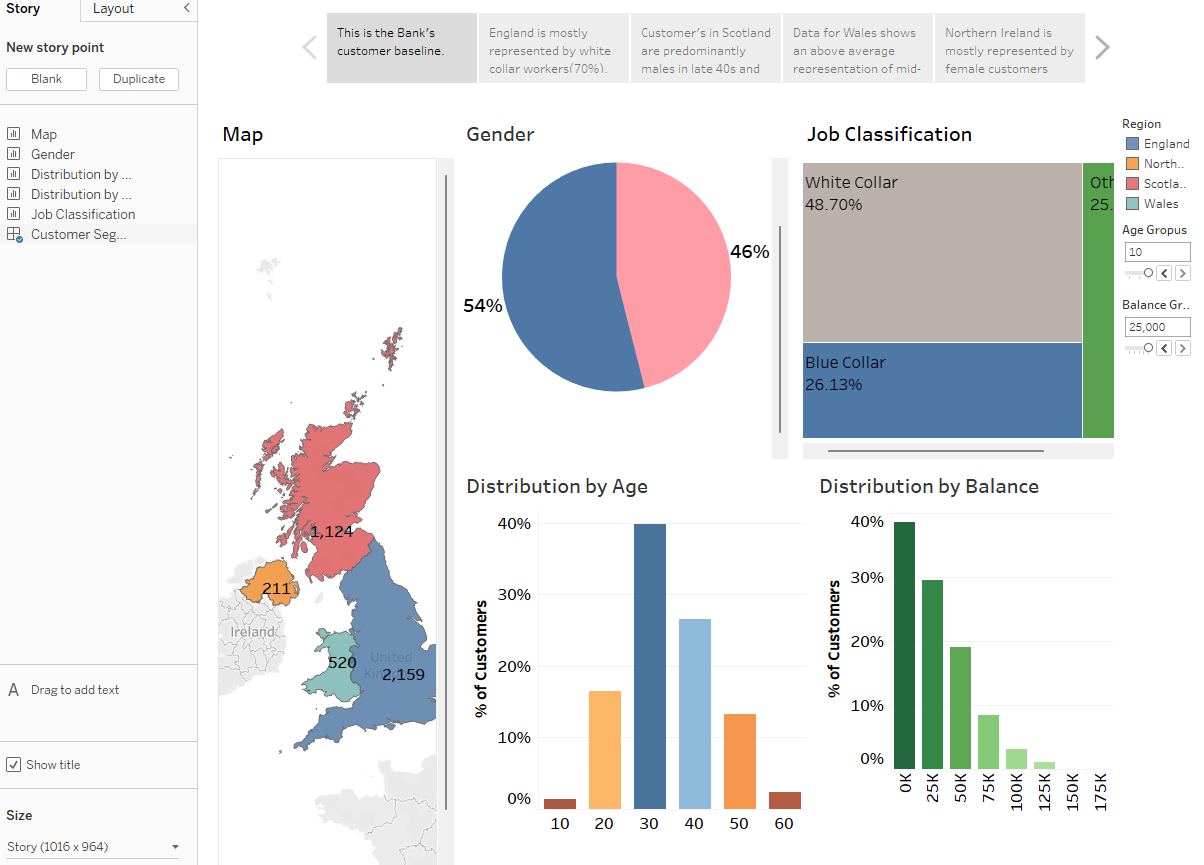 Story
Layout
New story point
Blank
Duplicate
Map
Gender
Distribution by ...
Distribution by ...
Job Classification
Customer Seg...
A Drag to add text
Show title
Size
Story (1016 x 964)
This is the Bank's
customer baseline.
England is mostly
represented by white
collar workers(70%).
Customer's in Scotland
are predominantly
males in late 40s and
Data for Wales shows
an above average
representation of mid-
Northern Ireland is
mostly represented by
female customers
Map
1,124
211
Ireland
520
United
2,159
Gender
46%
54%
Job Classification
White Collar
48.70%
Blue Collar
26.13%
Oth
25.
Distribution by Age
% of Customers
40%
30%
20%
10%
0%
10 20 30 40 50 60
Distribution by Balance
% of Customers
40%
30%
20%
10%
0%
0K 25K 50K 75K 100K 125K 150K 175K
Region
England
North..
Scotla..
Wales
Age Gropus
10
Balance Gr..
25,000